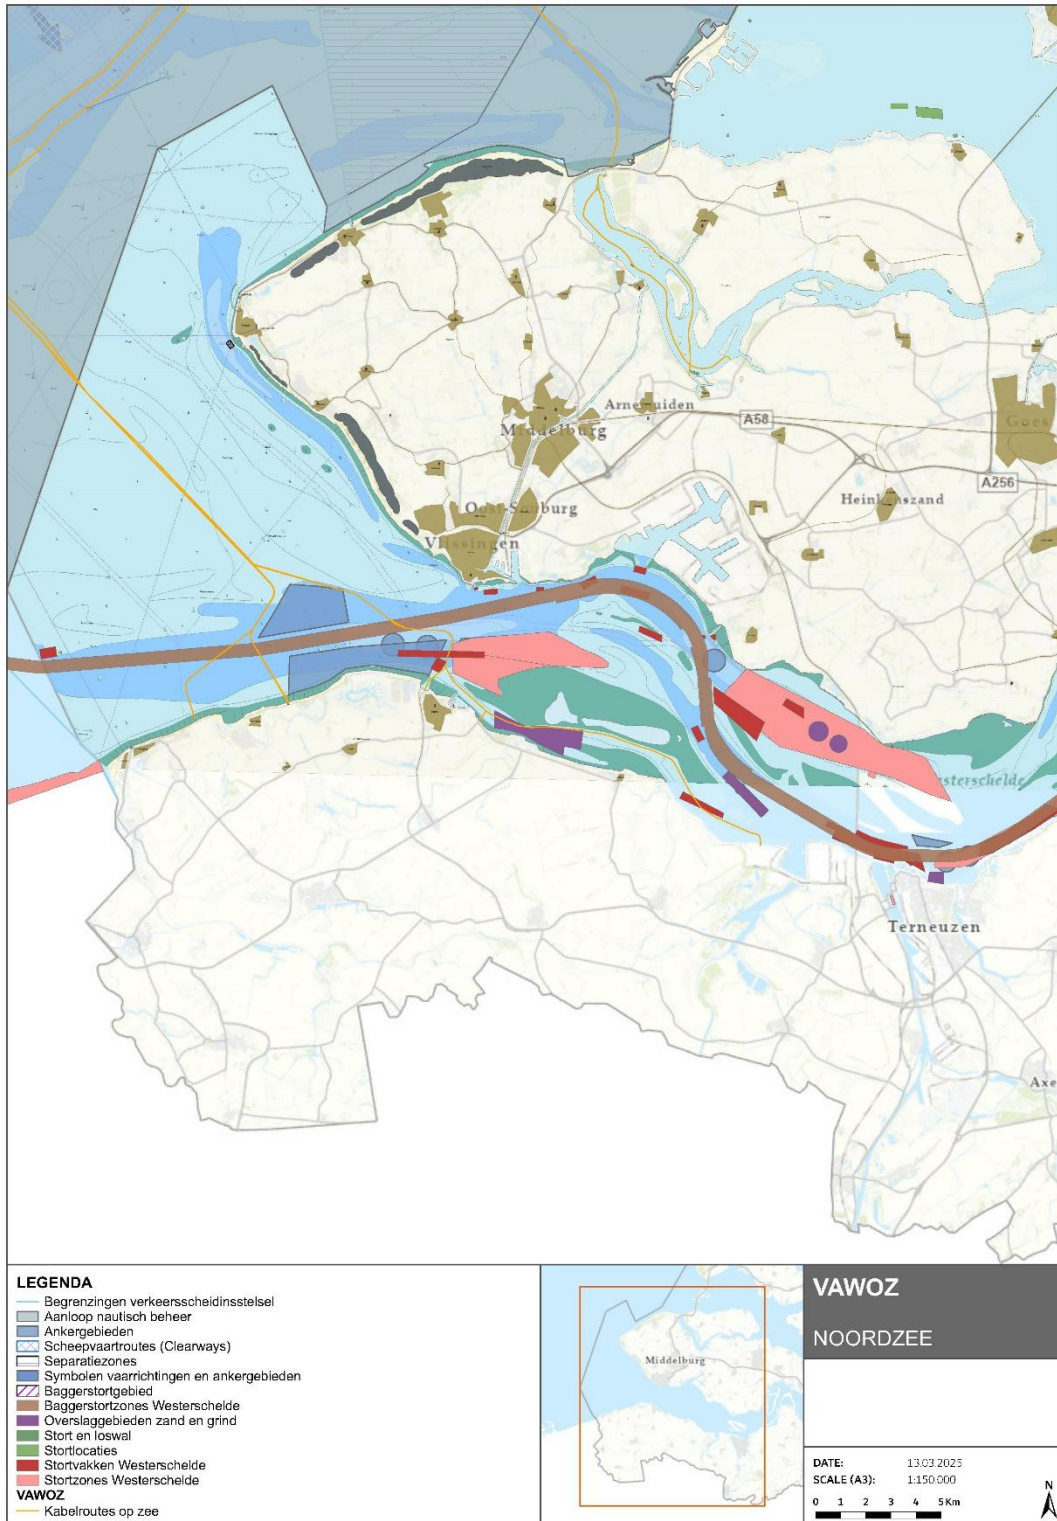 Middelburg
Arnemuiden
A58
Goes
A256
Heinkenszand
Oost-Souburg
Vlissingen
Westerschelde
Terneuzen
Axe
LEGENDA
Begrenzingen verkeersscheidinsstelsel
Aanloop nautisch beheer
Ankergebieden
Scheepvaartroutes (Clearways)
Separatiezones
Symbolen vaarrichtingen en ankergebieden
Baggerstortgebied
Baggerstortzones Westerschelde
Overslaggebieden zand en grind
Stort en loswal
Stortlocaties
Stortvakken Westerschelde
Stortzones Westerschelde
VAWOZ
Kabelroutes op zee
Middelburg
VAWOZ
NOORDZEE
DATE: 13.03.2025
SCALE (A3): 1:150.000
0 1 2 3 4 5 Km
N